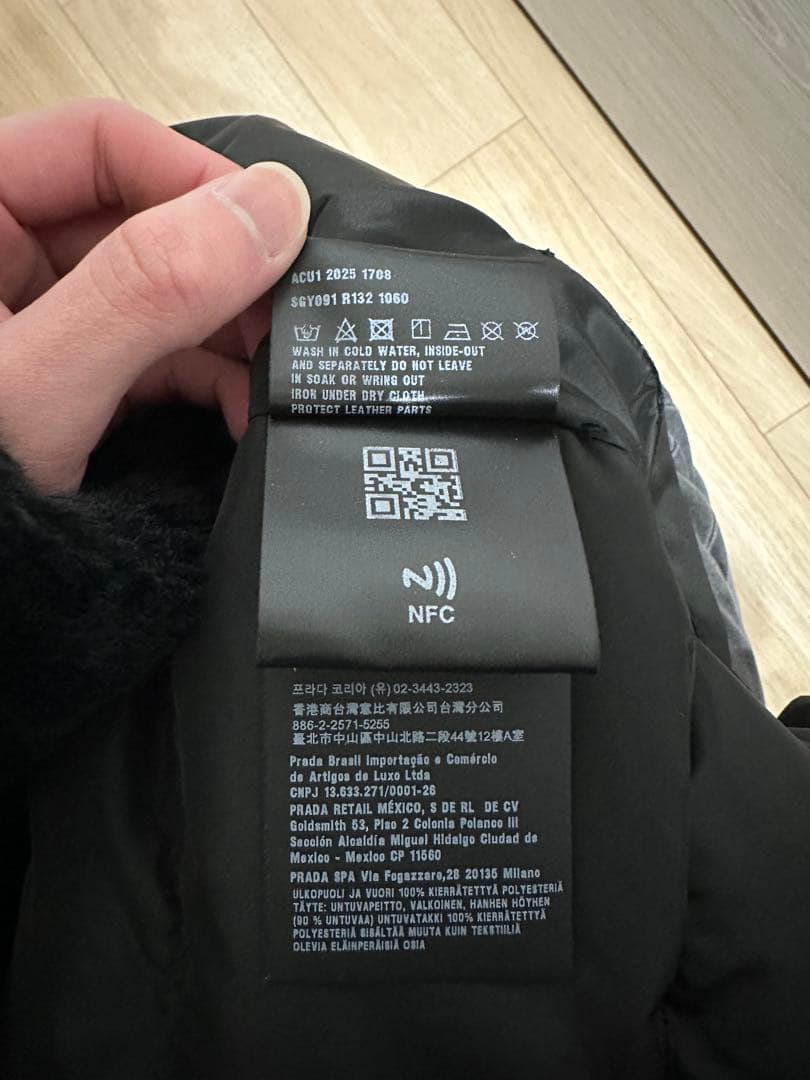 ACU1 2025 1708
SGY091 R132 1060
WASH IN COLD WATER, INSIDE-OUT
AND SEPARATELY DO NOT LEAVE
IN SOAK OR WRING OUT
IRON UNDER DRY CLOTH
PROTECT LEATHER PARTS
NFC
프라다 코리아 (유) 02-3443-2323
香港商台灣意比有限公司台灣分公司
886-2-2571-5255
臺北市中山區中山北路二段44號12樓A室
Prada Brasil Importação e Comércio
de Artigos de Luxo Ltda
CNPJ 13.633.271/0001-26
PRADA RETAIL MÉXICO, S DE RL DE CV
Goldsmith 53, Piso 2 Colonia Polanco III
Sección Alcaldía Miguel Hidalgo Ciudad de
Mexico - Mexico CP 11560
PRADA SPA Via Fogazzaro,28 20135 Milano
ULKOPUOLI JA VUORI 100% KIERRÄTETTYÄ POLYESTERIÄ
TÄYTE: UNTUVAPEITTO, VALKOINEN, HANHEN HÖYHEN
(90 % UNTUVAA) UNTUVATAKKI 100% KIERRÄTETTYÄ
POLYESTERIÄ SISÄLTÄÄ MUUTA KUIN TEKSTIILIÄ
OLEVIA ELÄINPERÄISIÄ OSIA